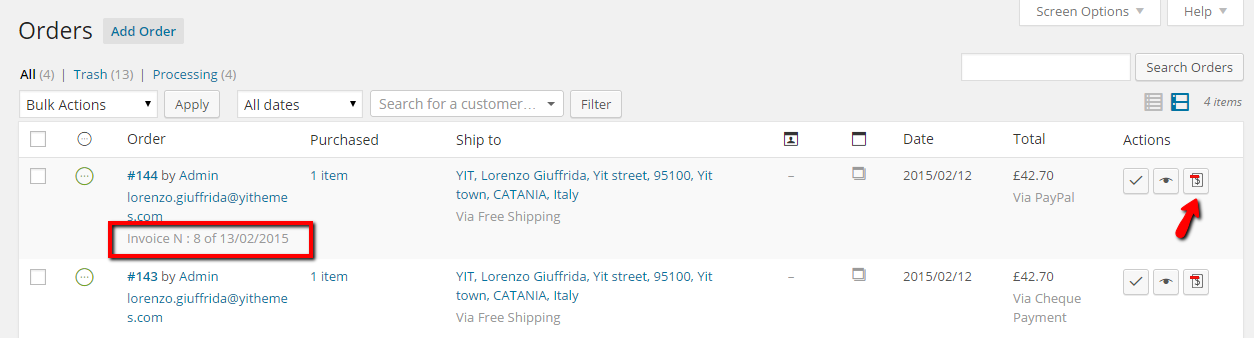 Screen Options Help
Orders Add Order
All (4) | Trash (13) | Processing (4)
Search Orders
Bulk Actions Apply All dates Search for a customer... Filter 4 items
Order Purchased Ship to Date Total Actions
#144 by Admin 1 item YIT, Lorenzo Giuffrida, Yit street, 95100, Yit – 2015/02/12 £42.70
lorenzo.giuffrida@yitheme town, CATANIA, Italy Via PayPal
s.com Via Free Shipping
Invoice N : 8 of 13/02/2015
#143 by Admin 1 item YIT, Lorenzo Giuffrida, Yit street, 95100, Yit – 2015/02/12 £42.70
lorenzo.giuffrida@yitheme town, CATANIA, Italy Via Cheque
s.com Via Free Shipping Payment